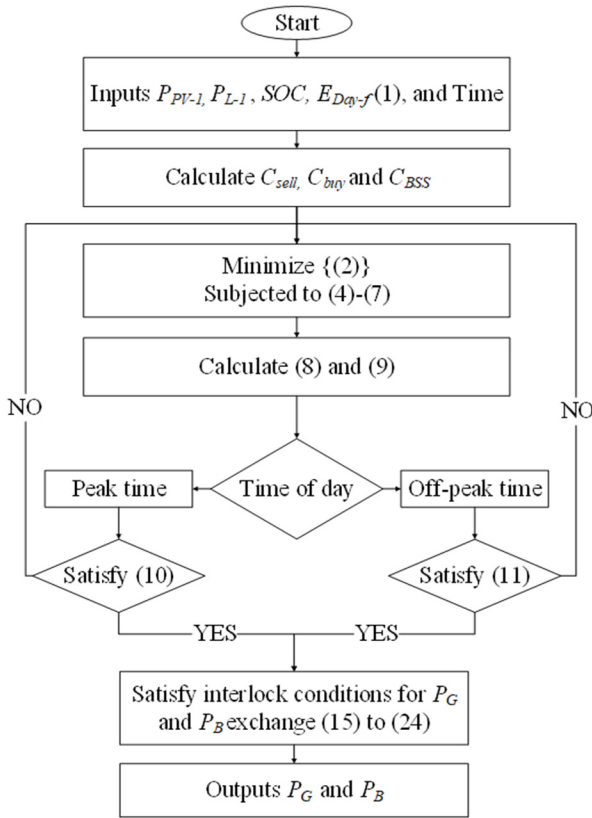 Start
Inputs P_PV-1, P_L-1 , SOC, E_Day-f (1), and Time
Calculate C_sell, C_buy and C_BSS
Minimize {(2)}
Subjected to (4)-(7)
Calculate (8) and (9)
NO
NO
Peak time
Time of day
Off-peak time
Satisfy (10)
Satisfy (11)
YES
YES
Satisfy interlock conditions for P_G
and P_B exchange (15) to (24)
Outputs P_G and P_B